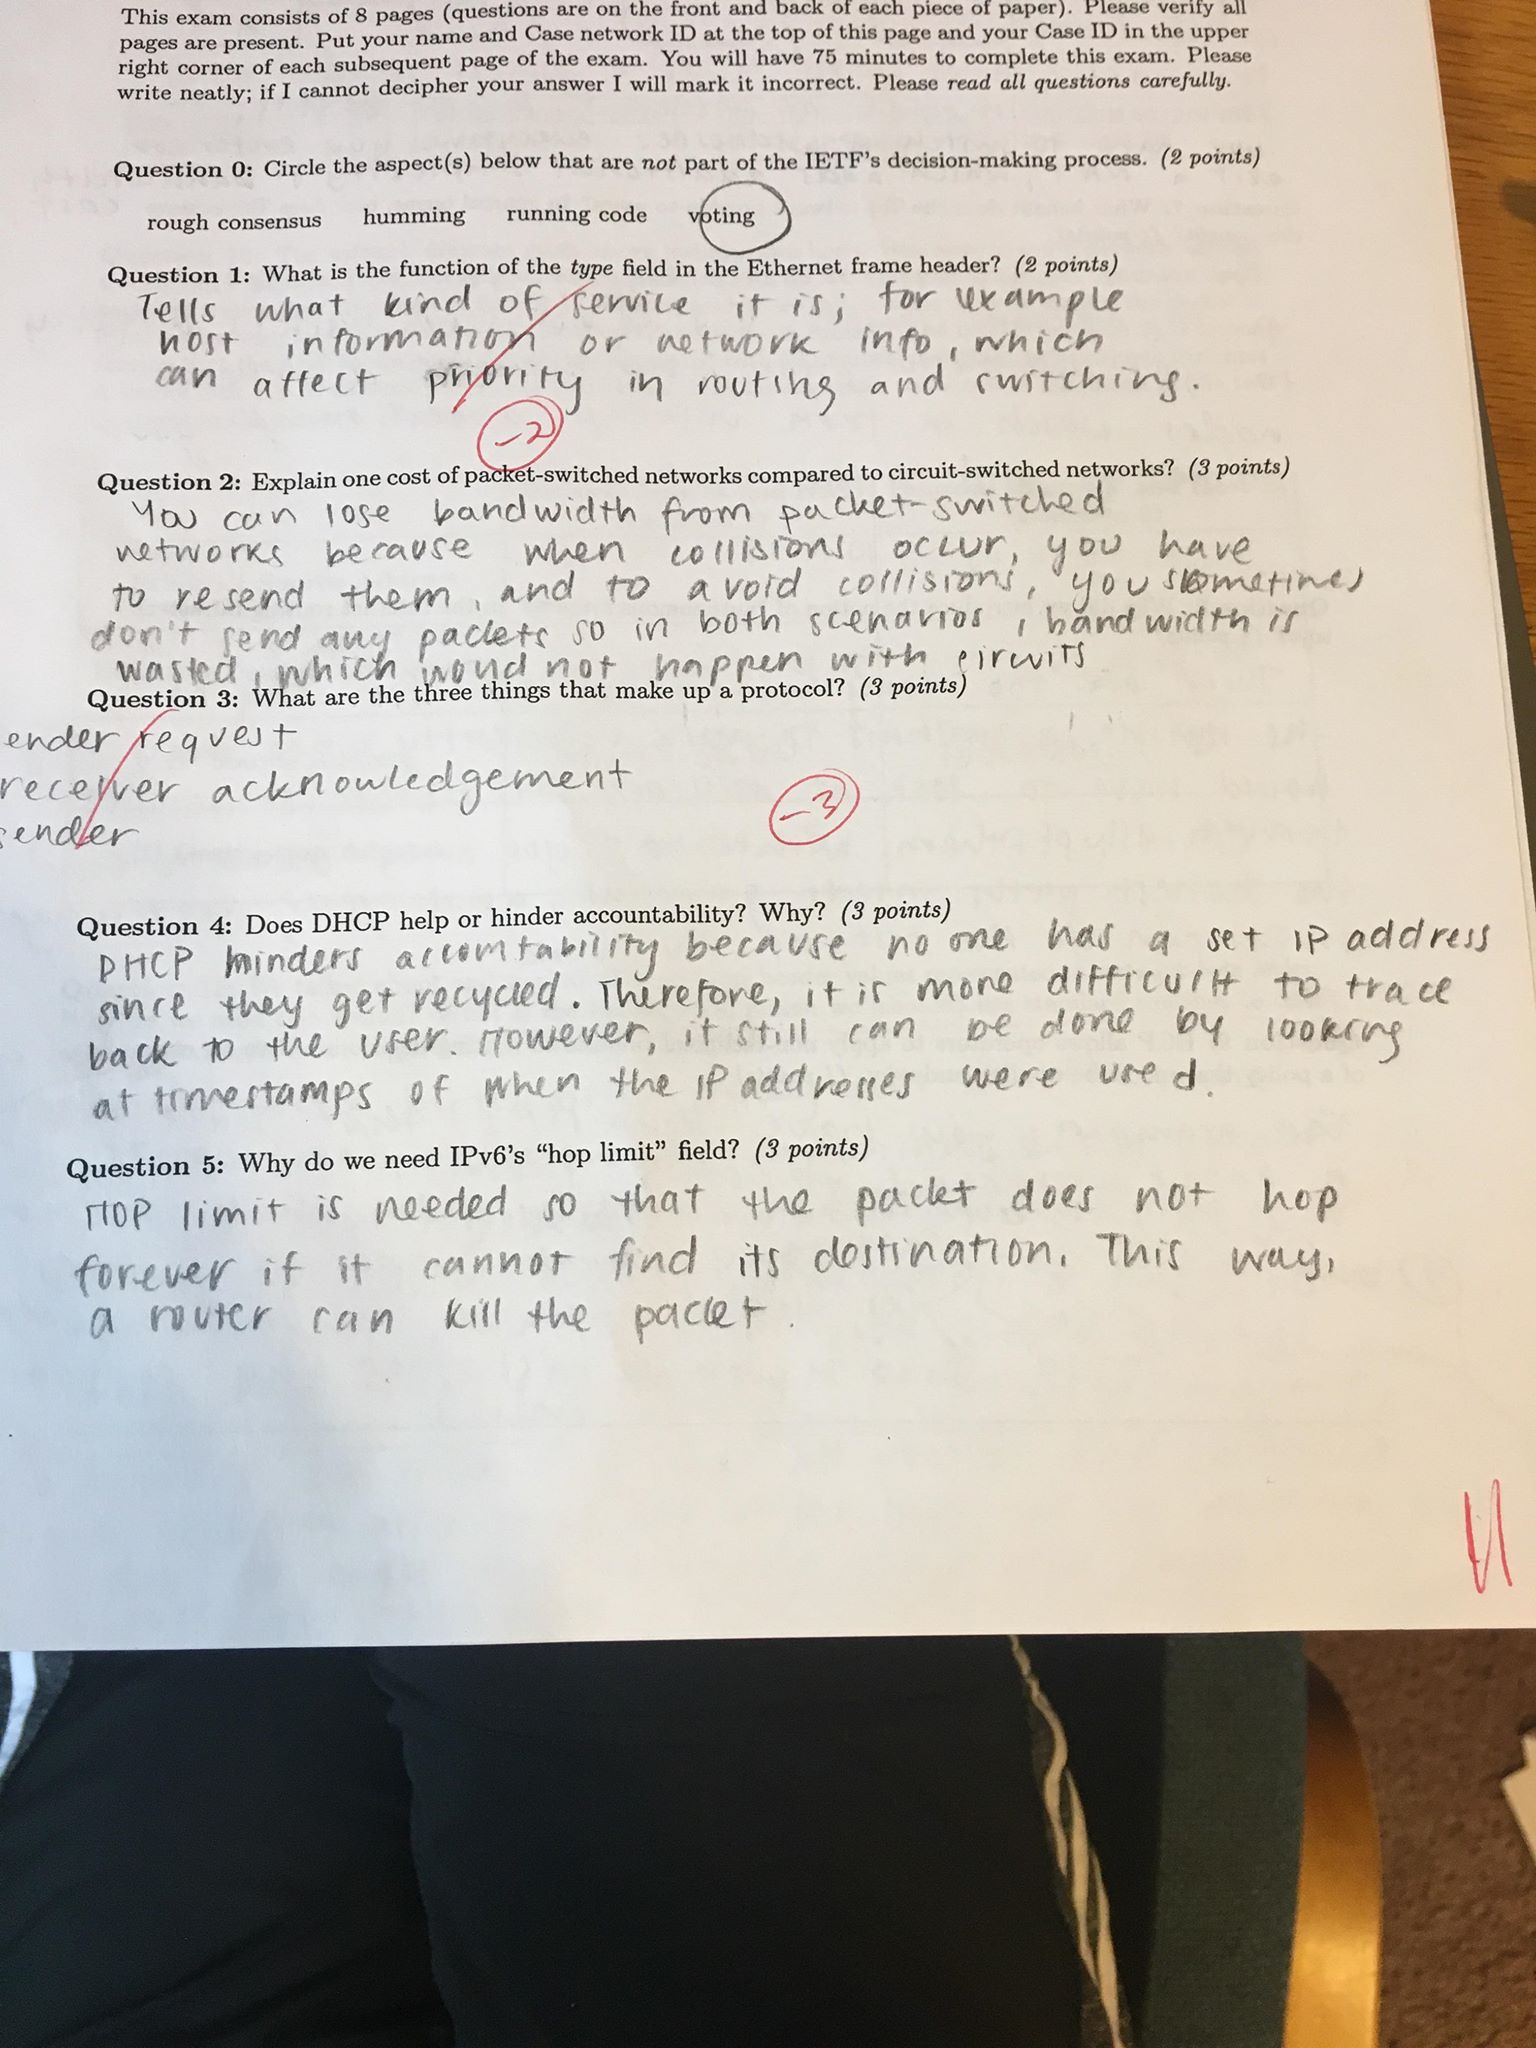 This exam consists of 8 pages (questions are on the front and back of each piece of paper). Please verify all
pages are present. Put your name and Case network ID at the top of this page and your Case ID in the upper
right corner of each subsequent page of the exam. You will have 75 minutes to complete this exam. Please
write neatly; if I cannot decipher your answer I will mark it incorrect. Please read all questions carefully.
Question 0: Circle the aspect(s) below that are not part of the IETF's decision-making process. (2 points)
rough consensus humming running code voting
Question 1: What is the function of the type field in the Ethernet frame header? (2 points)
Tells what kind of service it is; for example
host information or network info, which
can affect priority in routing and switching.
-2
Question 2: Explain one cost of packet-switched networks compared to circuit-switched networks? (3 points)
You can lose bandwidth from packet-switched
networks because when collisions occur, you have
to resend them, and to avoid collisions, you sometimes
don't send any packets so in both scenarios, bandwidth is
wasted, which would not happen with circuits
Question 3: What are the three things that make up a protocol? (3 points)
ender request
receiver acknowledgement
sender
-3
Question 4: Does DHCP help or hinder accountability? Why? (3 points)
DHCP hinders accountability because no one has a set IP address
since they get recycled. Therefore, it is more difficult to trace
back to the user. However, it still can be done by looking
at timestamps of when the IP addresses were used.
Question 5: Why do we need IPv6's "hop limit" field? (3 points)
Hop limit is needed so that the packet does not hop
forever if it cannot find its destination. This way,
a router can kill the packet.
11